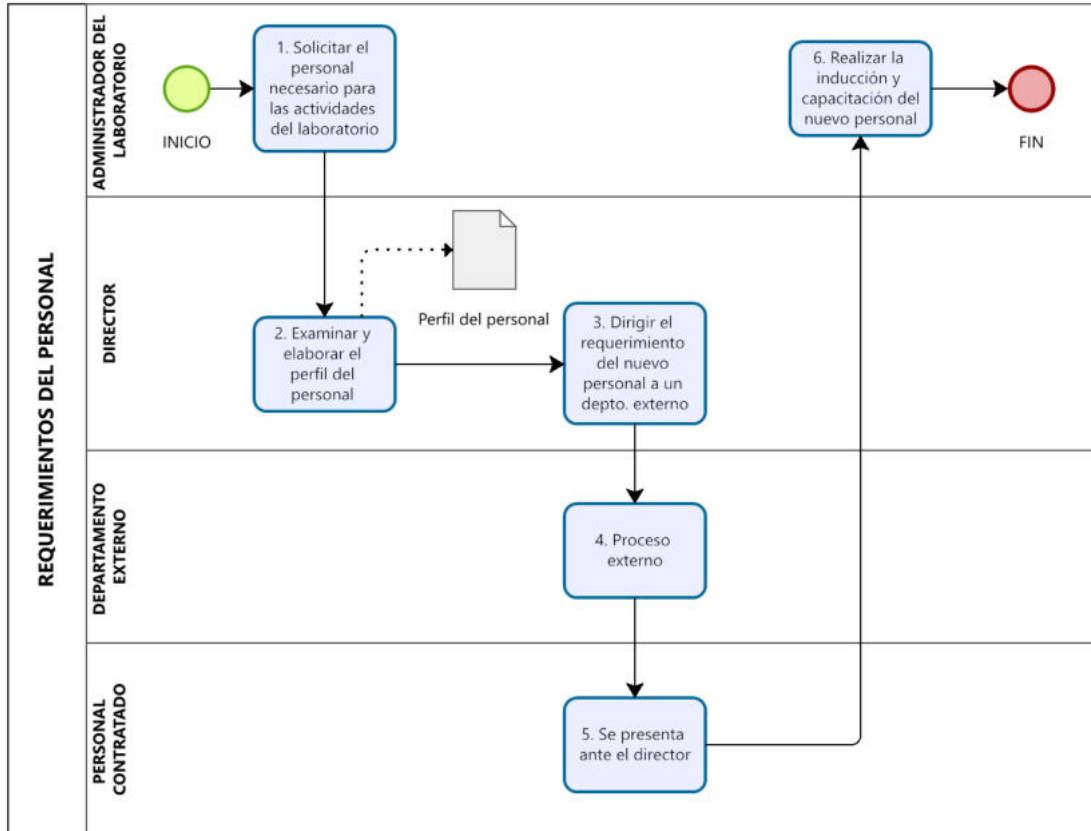 REQUERIMIENTOS DEL PERSONAL
ADMINISTRADOR DEL
LABORATORIO
INICIO
1. Solicitar el
personal
necesario para
las actividades
del laboratorio
6. Realizar la
inducción y
capacitación del
nuevo personal
FIN
DIRECTOR
Perfil del personal
2. Examinar y
elaborar el
perfil del
personal
3. Dirigir el
requerimiento
del nuevo
personal a un
depto. externo
DEPARTAMENTO
EXTERNO
4. Proceso
externo
PERSONAL
CONTRATADO
5. Se presenta
ante el director